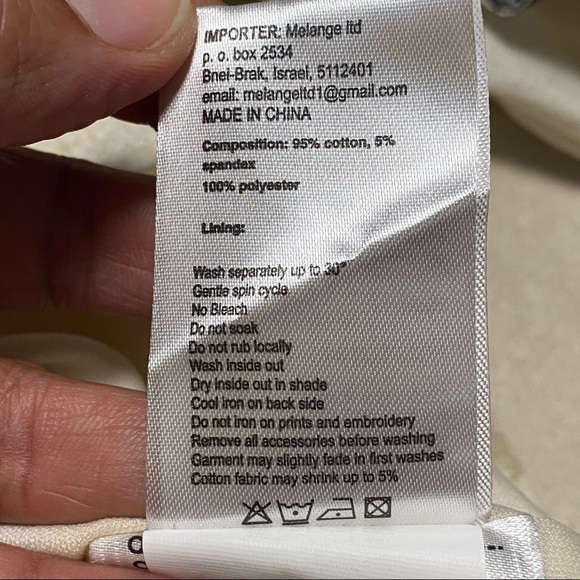 IMPORTER: Melange ltd
p. o. box 2534
Bnei-Brak, Israel, 5112401
email: melangeltd1@gmail.com
MADE IN CHINA
Composition: 95% cotton, 5%
spandex
100% polyester
Lining:
Wash separately up to 30°
Gentle spin cycle
No Bleach
Do not soak
Do not rub locally
Wash inside out
Dry inside out in shade
Cool iron on back side
Do not iron on prints and embroidery
Remove all accessories before washing
Garment may slightly fade in first washes
Cotton fabric may shrink up to 5%